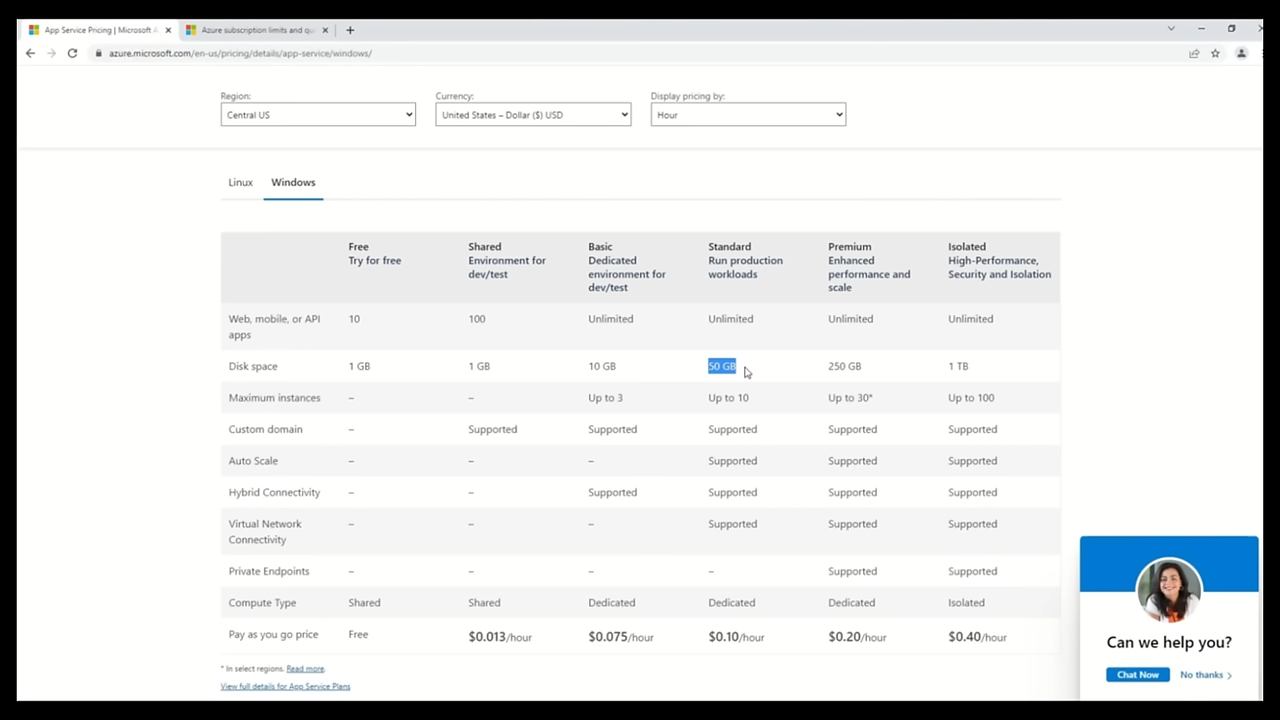 App Service Pricing | Microsoft A
Azure subscription limits and qu
azure.microsoft.com/en-us/pricing/details/app-service/windows/
Region: Currency: Display pricing by:
Central US United States – Dollar ($) USD Hour
Linux Windows
Free Shared Basic Standard Premium Isolated
Try for free Environment for Dedicated Run production Enhanced High-Performance,
dev/test environment for workloads performance and Security and Isolation
dev/test scale
Web, mobile, or API 10 100 Unlimited Unlimited Unlimited Unlimited
apps
Disk space 1 GB 1 GB 10 GB 50 GB 250 GB 1 TB
Maximum instances – – Up to 3 Up to 10 Up to 30* Up to 100
Custom domain – Supported Supported Supported Supported Supported
Auto Scale – – – Supported Supported Supported
Hybrid Connectivity – – Supported Supported Supported Supported
Virtual Network – – – Supported Supported Supported
Connectivity
Private Endpoints – – – – Supported Supported
Compute Type Shared Shared Dedicated Dedicated Dedicated Isolated
Pay as you go price Free $0.013/hour $0.075/hour $0.10/hour $0.20/hour $0.40/hour
* In select regions. Read more.
View full details for App Service Plans
Can we help you?
Chat Now No thanks